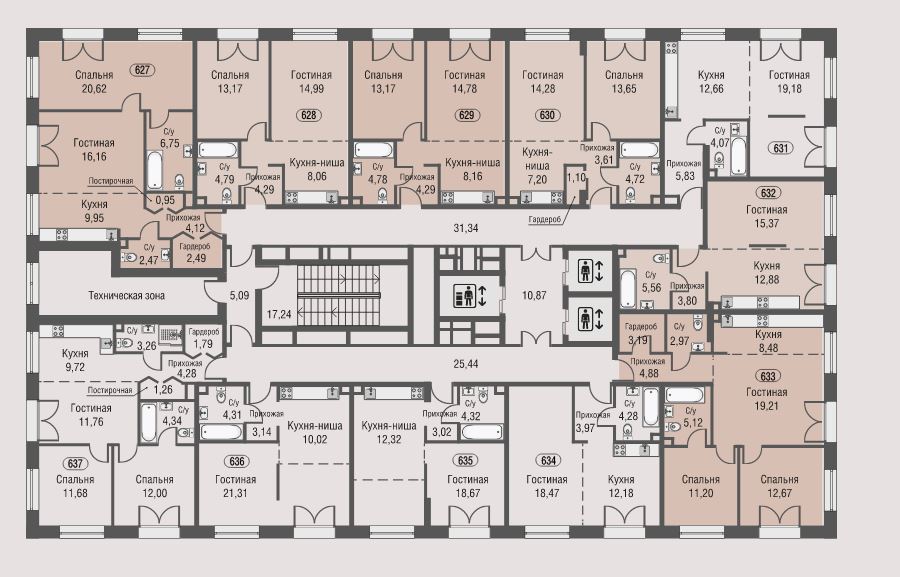 Спальня
20,62
627
Спальня
13,17
Гостиная
14,99
628
Спальня
13,17
Гостиная
14,78
629
Гостиная
14,28
630
Спальня
13,65
Кухня
12,66
Гостиная
19,18
631
Гостиная
16,16
С/у
6,75
Постирочная
0,95
Кухня
9,95
Прихожая
4,12
С/у
2,47
Гардероб
2,49
С/у
4,79
Прихожая
4,29
Кухня-ниша
8,06
С/у
4,78
Прихожая
4,29
Кухня-ниша
8,16
Кухня-
ниша
7,20
1,10
Гардероб
Прихожая
3,61
С/у
4,72
С/у
4,07
Прихожая
5,83
632
Гостиная
15,37
Кухня
12,88
С/у
5,56
Прихожая
3,80
31,34
Техническая зона
5,09
17,24
10,87
25,44
Кухня
9,72
С/у
3,26
Гардероб
1,79
Прихожая
4,28
Постирочная
1,26
Гостиная
11,76
С/у
4,34
637
Спальня
11,68
Спальня
12,00
С/у
4,31
Прихожая
3,14
Кухня-ниша
10,02
636
Гостиная
21,31
Кухня-ниша
12,32
Прихожая
3,02
С/у
4,32
635
Гостиная
18,67
634
Гостиная
18,47
Прихожая
3,97
С/у
4,28
Кухня
12,18
Гардероб
3,19
С/у
2,97
Прихожая
4,88
Кухня
8,48
633
Гостиная
19,21
С/у
5,12
Спальня
11,20
Спальня
12,67